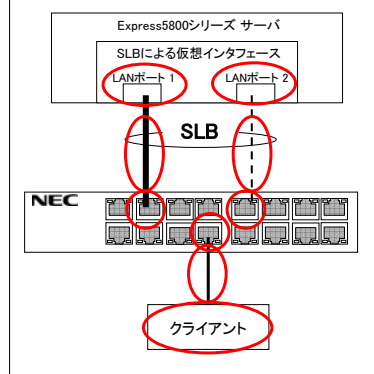 Express5800シリーズ サーバ
SLBによる仮想インタフェース
LANポート 1 LANポート 2
SLB
NEC
クライアント